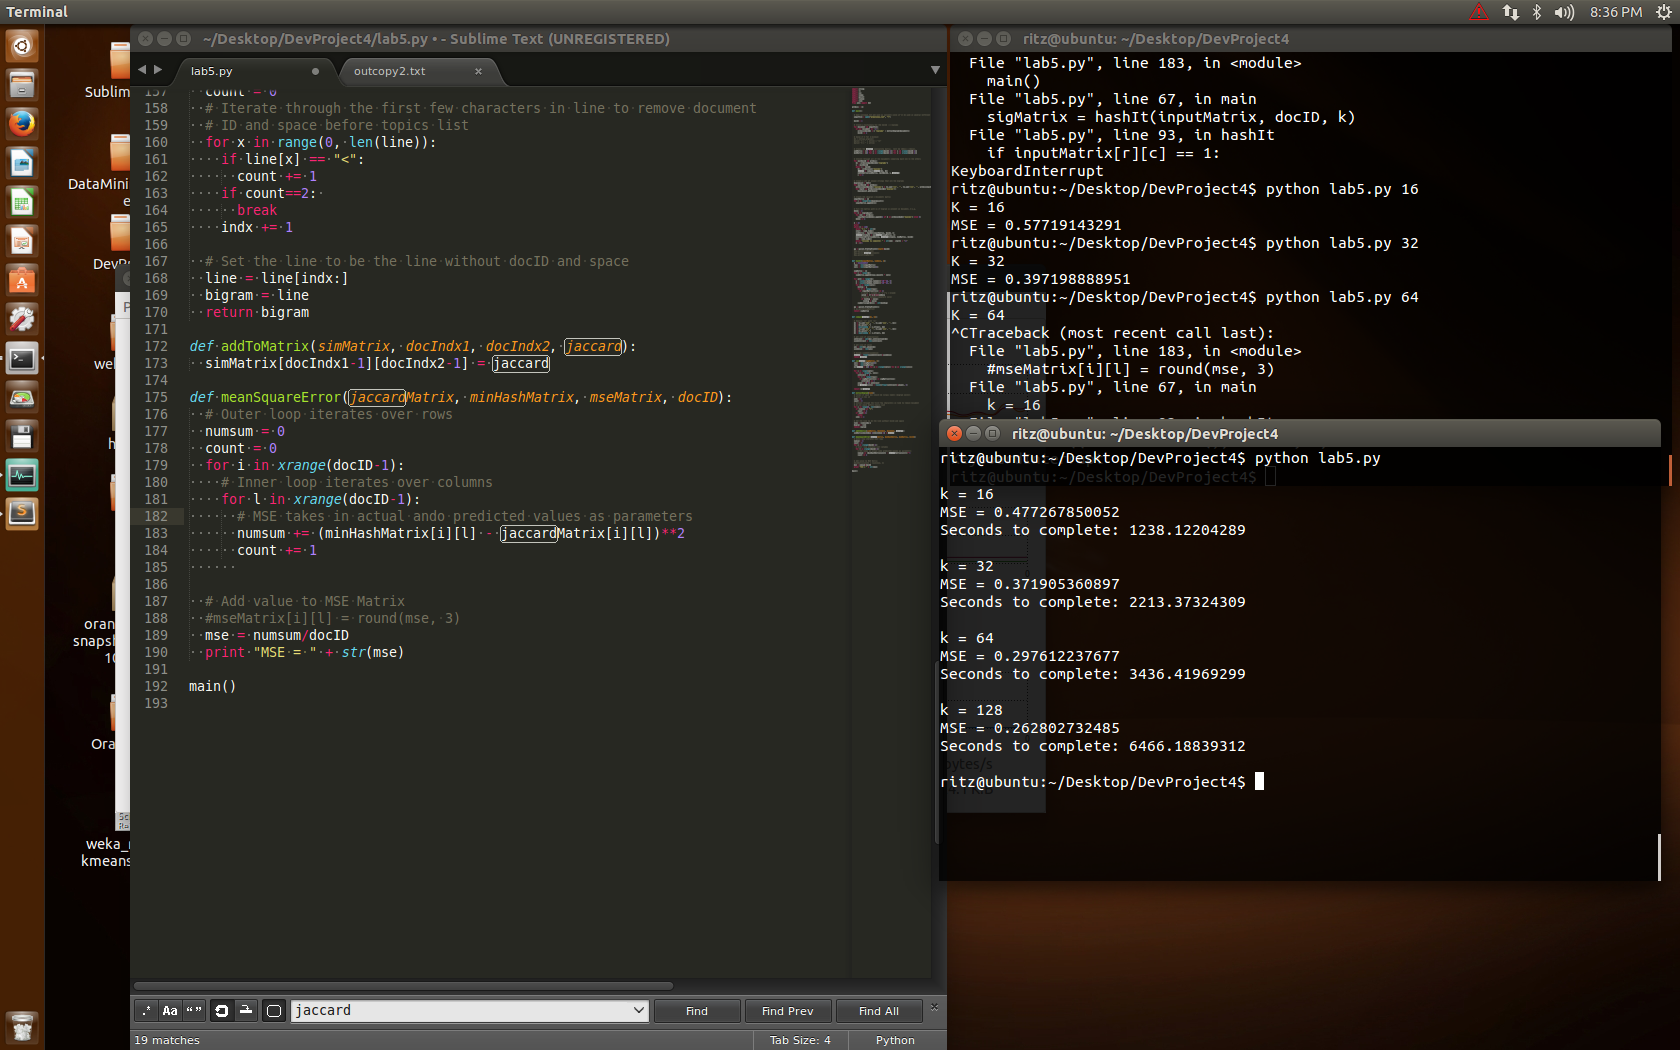 Terminal
8:36 PM
~/Desktop/DevProject4/lab5.py • - Sublime Text (UNREGISTERED)
lab5.py
outcopy2.txt
157 count = 0
158 # Iterate through the first few characters in line to remove document
159 # ID and space before topics list
160 for x in range(0, len(line)):
161 if line[x] == "<":
162 count += 1
163 if count==2:
164 break
165 indx += 1
166
167 # Set the line to be the line without docID and space
168 line = line[indx:]
169 bigram = line
170 return bigram
171
172 def addToMatrix(simMatrix, docIndx1, docIndx2, jaccard):
173 simMatrix[docIndx1-1][docIndx2-1] = jaccard
174
175 def meanSquareError(jaccardMatrix, minHashMatrix, mseMatrix, docID):
176 # Outer loop iterates over rows
177 numsum = 0
178 count = 0
179 for i in xrange(docID-1):
180 # Inner loop iterates over columns
181 for l in xrange(docID-1):
182 # MSE takes in actual ando predicted values as parameters
183 numsum += (minHashMatrix[i][l] - jaccardMatrix[i][l])**2
184 count += 1
185
186
187 # Add value to MSE Matrix
188 #mseMatrix[i][l] = round(mse, 3)
189 mse = numsum/docID
190 print "MSE = " + str(mse)
191
192 main()
193
.*
Aa
“ ”
jaccard
Find
Find Prev
Find All
19 matches
Tab Size: 4
Python
Sublim
DataMini
e
DevP
wel
h
oran
snapsh
10
Ora
weka_
kmeans
ritz@ubuntu: ~/Desktop/DevProject4
File "lab5.py", line 183, in <module>
main()
File "lab5.py", line 67, in main
sigMatrix = hashIt(inputMatrix, docID, k)
File "lab5.py", line 93, in hashIt
if inputMatrix[r][c] == 1:
KeyboardInterrupt
ritz@ubuntu:~/Desktop/DevProject4$ python lab5.py 16
K = 16
MSE = 0.57719143291
ritz@ubuntu:~/Desktop/DevProject4$ python lab5.py 32
K = 32
MSE = 0.397198888951
ritz@ubuntu:~/Desktop/DevProject4$ python lab5.py 64
K = 64
^CTraceback (most recent call last):
File "lab5.py", line 183, in <module>
#mseMatrix[i][l] = round(mse, 3)
File "lab5.py", line 67, in main
k = 16
ritz@ubuntu: ~/Desktop/DevProject4
ritz@ubuntu:~/Desktop/DevProject4$ python lab5.py
ritz@ubuntu:~/Desktop/DevProject4$
k = 16
MSE = 0.477267850052
Seconds to complete: 1238.12204289
k = 32
MSE = 0.371905360897
Seconds to complete: 2213.37324309
k = 64
MSE = 0.297612237677
Seconds to complete: 3436.41969299
k = 128
MSE = 0.262802732485
Seconds to complete: 6466.18839312
bytes/s
ritz@ubuntu:~/Desktop/DevProject4$